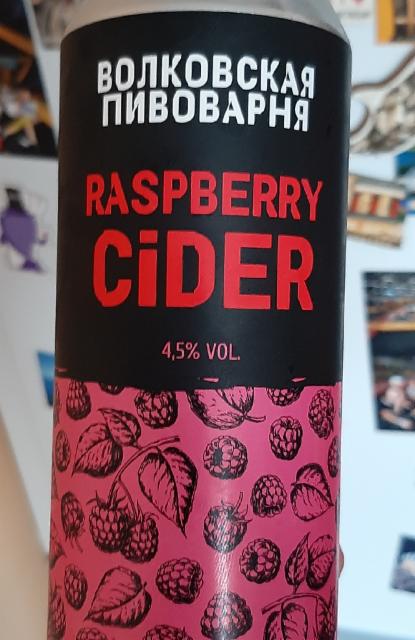 ВОЛКОВСКАЯ
ПИВОВАРНЯ
RASPBERRY
CiDER
4,5% VOL.